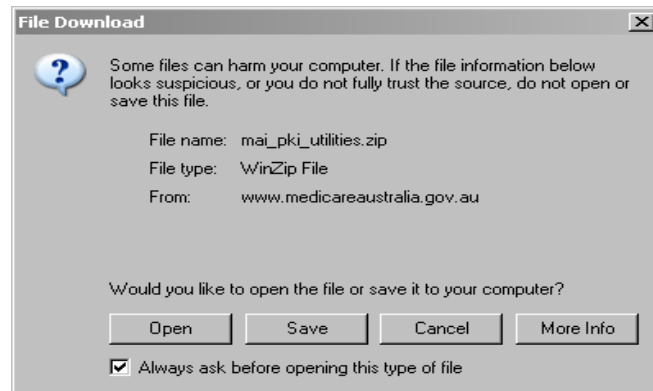 File Download
Some files can harm your computer. If the file information below
looks suspicious, or you do not fully trust the source, do not open or
save this file.
File name: mai_pki_utilities.zip
File type: WinZip File
From: www.medicareaustralia.gov.au
Would you like to open the file or save it to your computer?
Open Save Cancel More Info
Always ask before opening this type of file